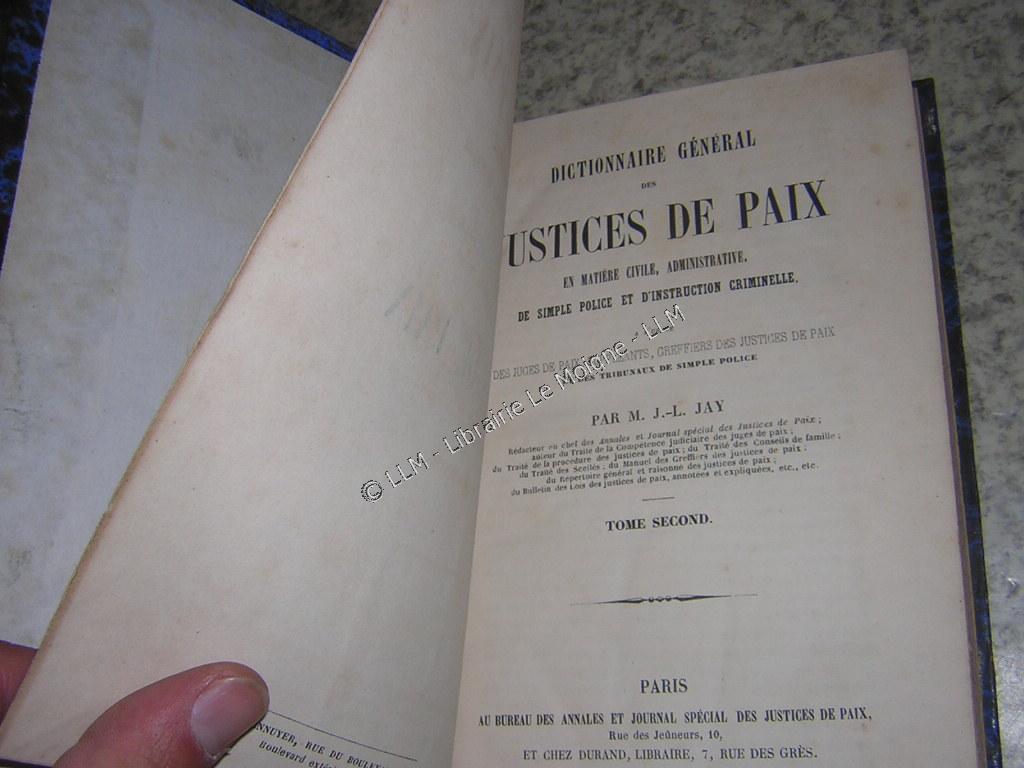 DICTIONNAIRE GÉNÉRAL
DES
USTICES DE PAIX
EN MATIÈRE CIVILE, ADMINISTRATIVE,
DE SIMPLE POLICE ET D'INSTRUCTION CRIMINELLE,
DES JUGES DE PAIX, GREFFIERS DES JUSTICES DE PAIX
TRIBUNAUX DE SIMPLE POLICE
PAR M. J.-L. JAY
Rédacteur en chef des Annales et Journal spécial des Justices de Paix;
auteur du Traité de la Compétence judiciaire des juges de paix;
du Traité de la procédure des justices de paix; du Traité des Conseils de famille;
du Traité des Scellés; du Manuel des Greffiers des justices de paix;
du Répertoire général et raisonné des justices de paix;
du Bulletin des Lois des justices de paix, annotées et expliquées, etc., etc.
TOME SECOND.
PARIS
AU BUREAU DES ANNALES ET JOURNAL SPÉCIAL DES JUSTICES DE PAIX,
Rue des Jeûneurs, 10,
ET CHEZ DURAND, LIBRAIRE, 7, RUE DES GRÈS.
NNUYER, RUE DU BOULEV
Boulevard exté
© LLM - Librairie Le Moigne - LLM